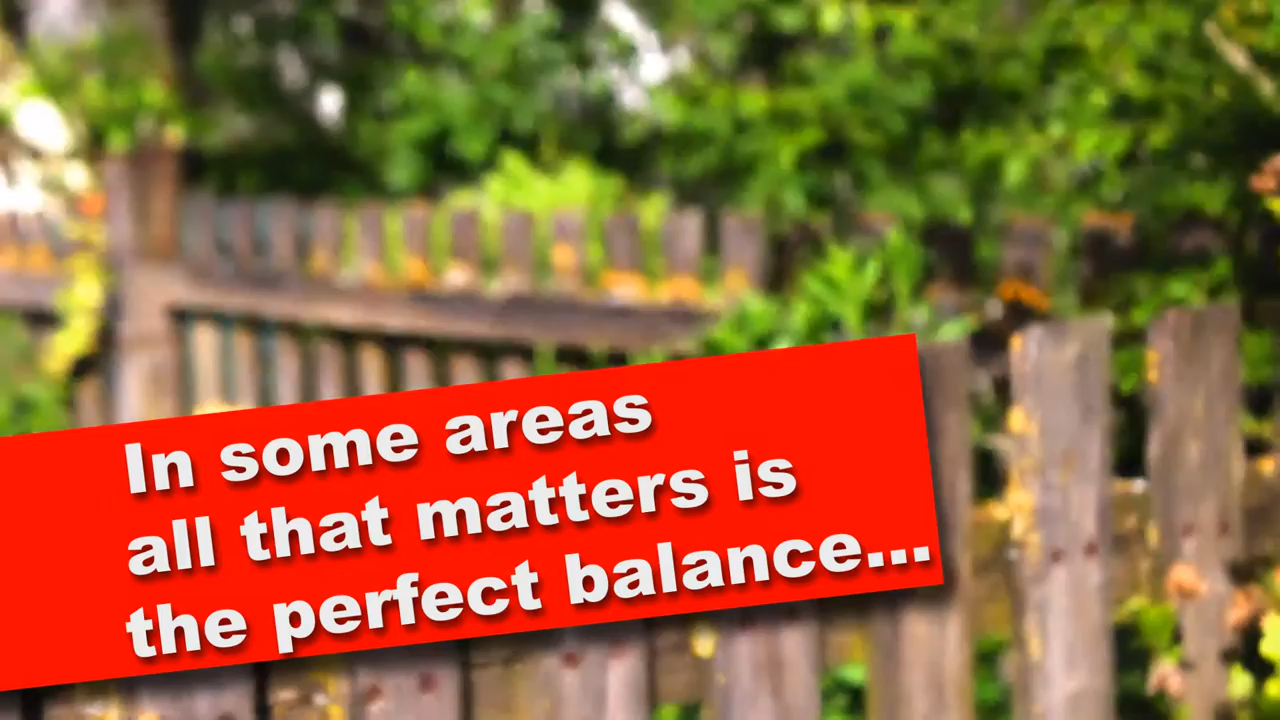 In some areas
all that matters is
the perfect balance...